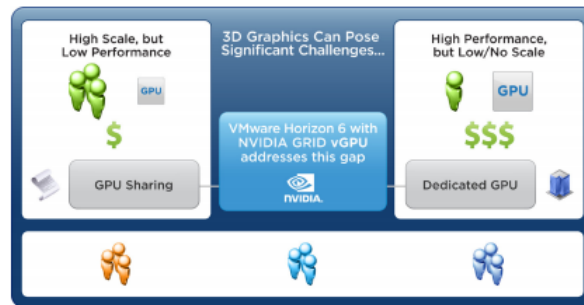 High Scale, but
Low Performance
GPU
$
GPU Sharing
3D Graphics Can Pose
Significant Challenges...
VMware Horizon 6 with
NVIDIA GRID vGPU
addresses this gap
NVIDIA.
High Performance,
but Low/No Scale
GPU
$$$
Dedicated GPU